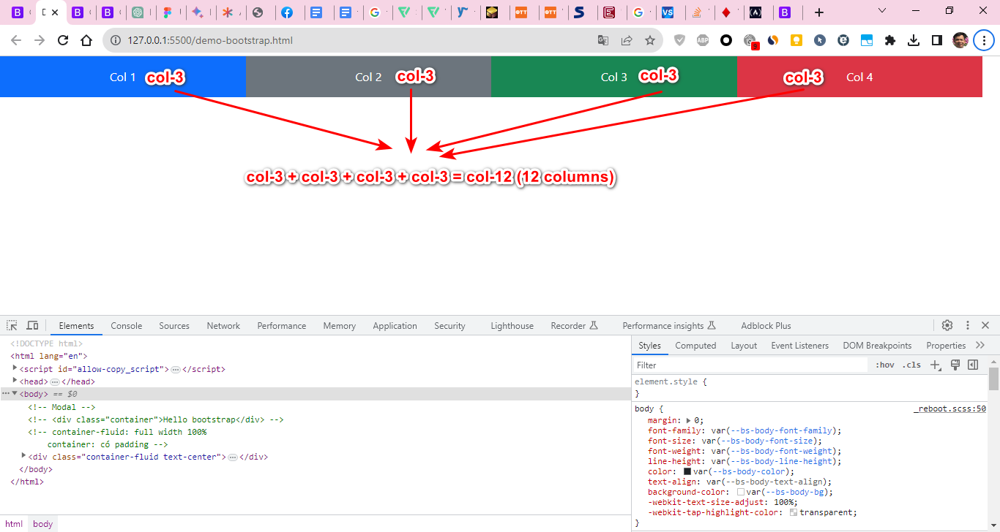 127.0.0.1:5500/demo-bootstrap.html
ABP
9
Col 1 col-3 Col 2 col-3 Col 3 col-3 col-3 Col 4
col-3 + col-3 + col-3 + col-3 = col-12 (12 columns)
Elements Console Sources Network Performance Memory Application Security Lighthouse Recorder Performance insights Adblock Plus
<!DOCTYPE html>
<html lang="en">
<script id="allow-copy_script">…</script>
<head>…</head>
<body> == $0
<!-- Modal -->
<!-- <div class="container">Hello bootstrap</div> -->
<!-- container-fluid: full width 100%
container: có padding -->
<div class="container-fluid text-center">…</div>
</body>
</html>
html body
Styles Computed Layout Event Listeners DOM Breakpoints Properties
Filter :hov .cls
element.style {
}
body { _reboot.scss:50
margin: 0;
font-family: var(--bs-body-font-family);
font-size: var(--bs-body-font-size);
font-weight: var(--bs-body-font-weight);
line-height: var(--bs-body-line-height);
color: var(--bs-body-color);
text-align: var(--bs-body-text-align);
background-color: var(--bs-body-bg);
-webkit-text-size-adjust: 100%;
-webkit-tap-highlight-color: transparent;
}